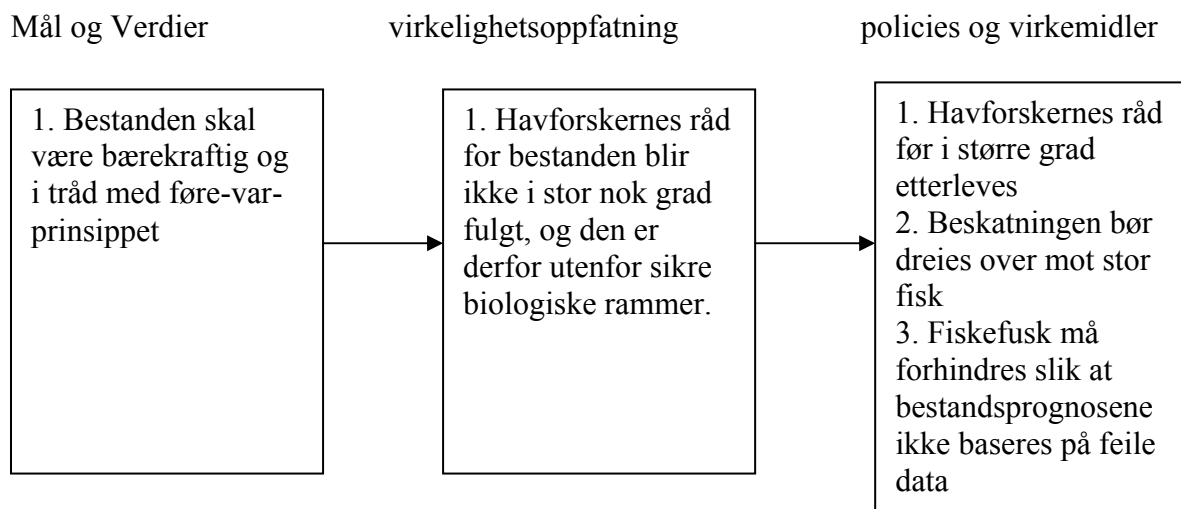 Mål og Verdier
virkelighetsoppfatning
policies og virkemidler
1. Bestanden skal
være bærekraftig og
i tråd med føre-var-
prinsippet
1. Havforskernes råd
for bestanden blir
ikke i stor nok grad
fulgt, og den er
derfor utenfor sikre
biologiske rammer.
1. Havforskernes råd
før i større grad
etterleves
2. Beskatningen bør
dreies over mot stor
fisk
3. Fiskefusk må
forhindres slik at
bestandsprognosene
ikke baseres på feile
data